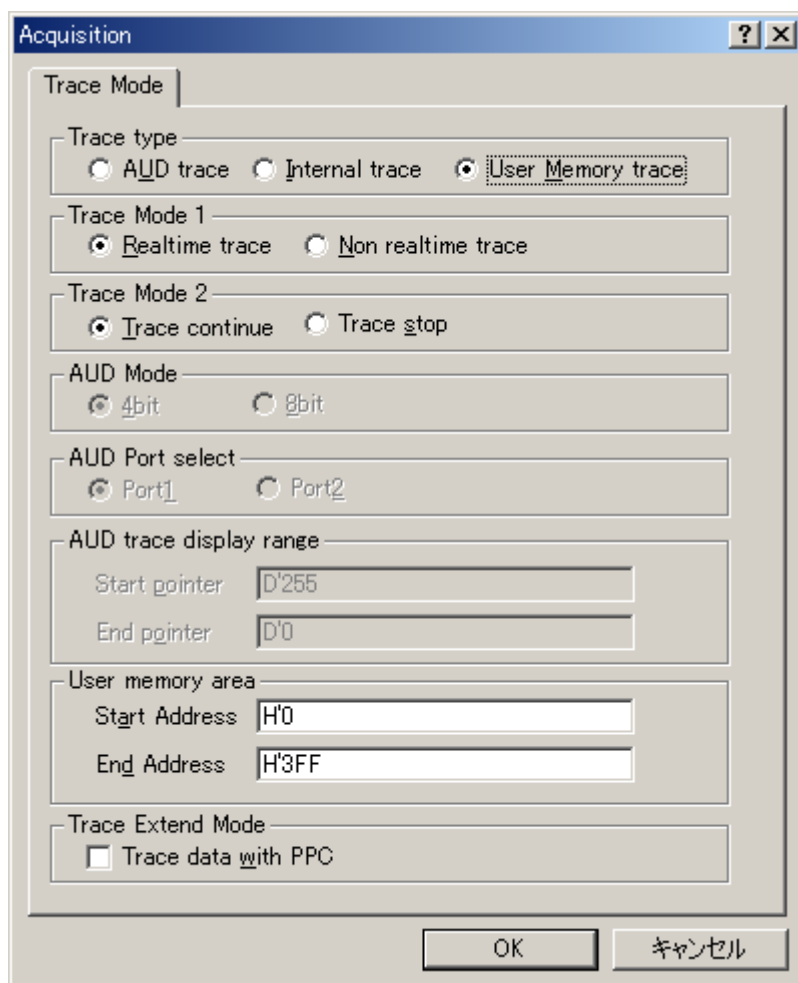 Acquisition
Trace Mode
Trace type
AUD trace Internal trace User Memory trace
Trace Mode 1
Realtime trace Non realtime trace
Trace Mode 2
Trace continue Trace stop
AUD Mode
4bit 8bit
AUD Port select
Port1 Port2
AUD trace display range
Start pointer D'255
End pointer D'0
User memory area
Start Address H'0
End Address H'3FF
Trace Extend Mode
Trace data with PPC
OK キャンセル